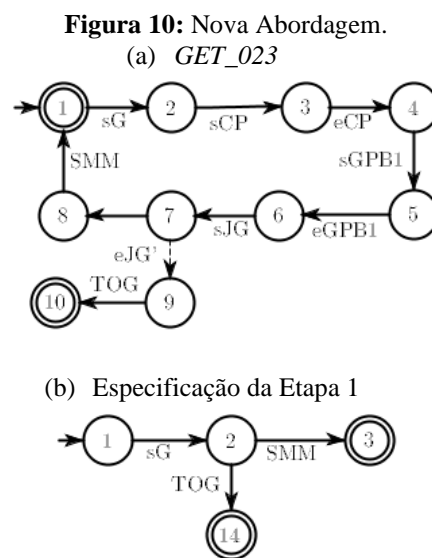 Figura 10: Nova Abordagem.
(a) GET_023
1 sG 2 sCP 3 eCP 4
SMM sGPB1
8 7 sJG 6 eGPB1 5
eJG'
10 TOG 9
(b) Especificação da Etapa 1
1 sG 2 SMM 3
TOG
14